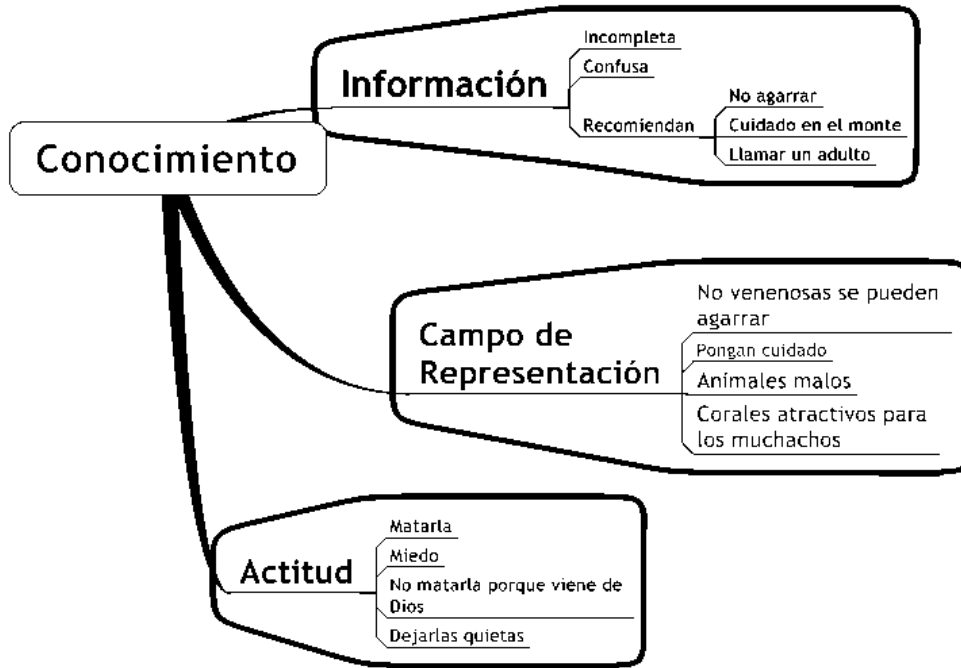 Conocimiento
Información
Incompleta
Confusa
Recomiendan
No agarrar
Cuidado en el monte
Llamar un adulto
Campo de
Representación
No venenosas se pueden
agarrar
Pongan cuidado
Animales malos
Corales atractivos para
los muchachos
Actitud
Matarla
Miedo
No matarla porque viene de
Dios
Dejarlas quietas